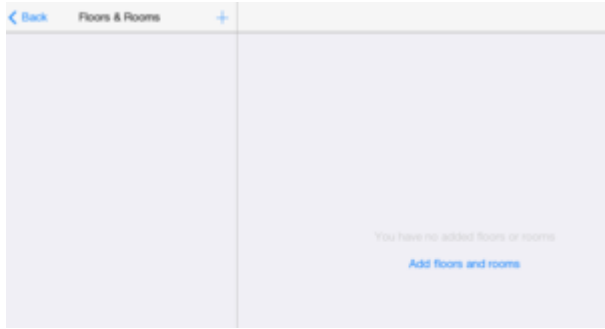 Back Floors & Rooms +
You have no added floors or rooms
Add floors and rooms